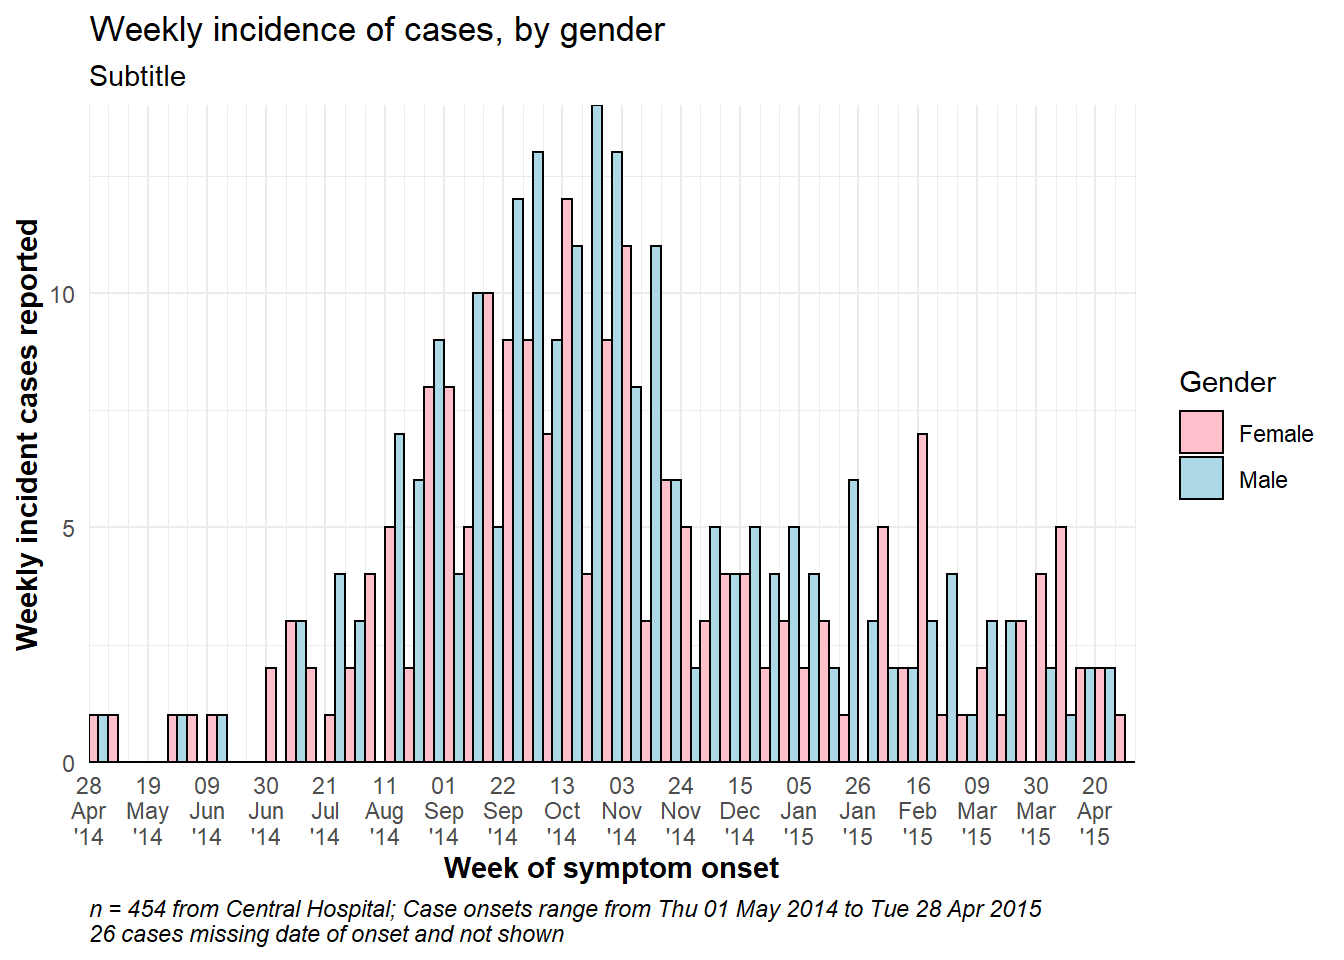 Weekly incidence of cases, by gender
Subtitle
Weekly incident cases reported
10
5
0
Gender
Female
Male
28 19 09 30 21 11 01 22 13 03 24 15 05 26 16 09 30 20
Apr May Jun Jun Jul Aug Sep Sep Oct Nov Nov Dec Jan Jan Feb Mar Mar Apr
'14 '14 '14 '14 '14 '14 '14 '14 '14 '14 '14 '14 '15 '15 '15 '15 '15 '15
Week of symptom onset
n = 454 from Central Hospital; Case onsets range from Thu 01 May 2014 to Tue 28 Apr 2015
26 cases missing date of onset and not shown